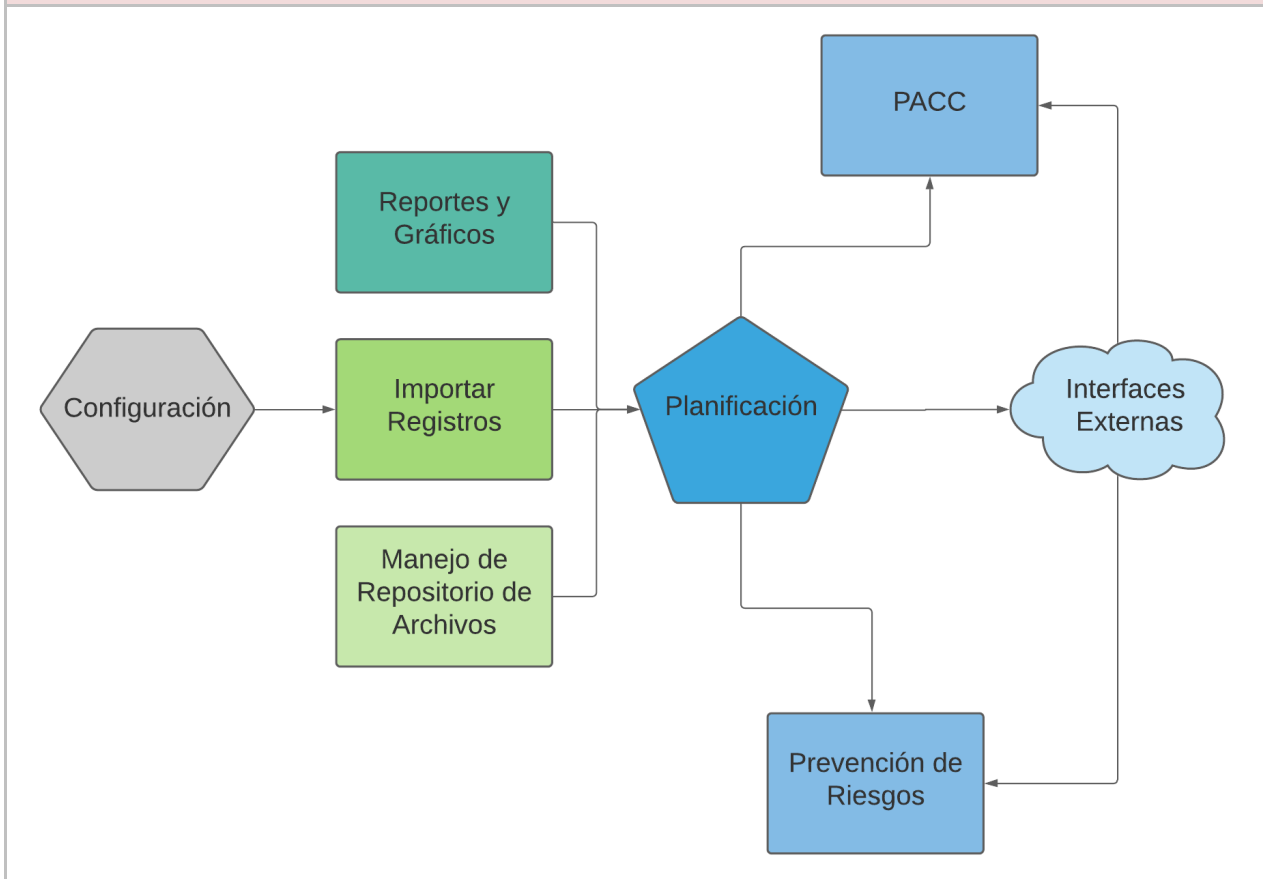 PACC
Reportes y
Gráficos
Configuración
Importar
Registros
Planificación
Interfaces
Externas
Manejo de
Repositorio de
Archivos
Prevención de
Riesgos